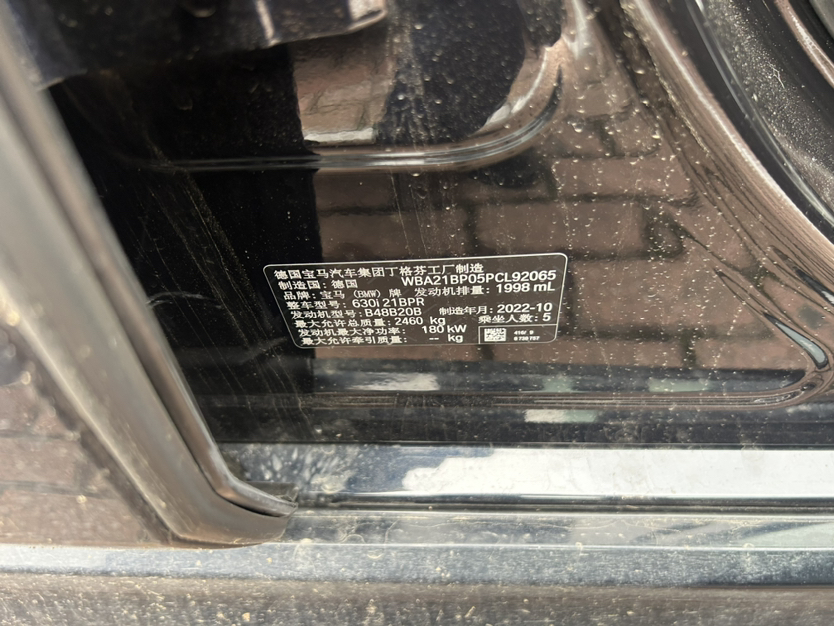 德国宝马汽车集团丁格芬工厂制造
制造国：德国 WBA21BP05PCL92065
品牌：宝马（BMW）牌 发动机排量：1998 mL
整车型号：630i 21BPR
发动机型号：B48B20B 制造年月：2022-10
最大允许总质量：2460 kg 乘坐人数：5
发动机最大净功率： 180 kW
最大允许牵引质量： -- kg